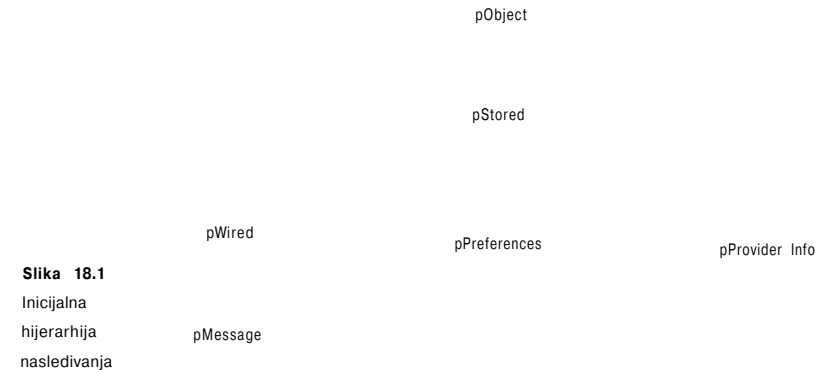 pObject
pStored
pWired
pPreferences
pProvider Info
Slika 18.1
Inicijalna
hijerarhija
nasledivanja
pMessage